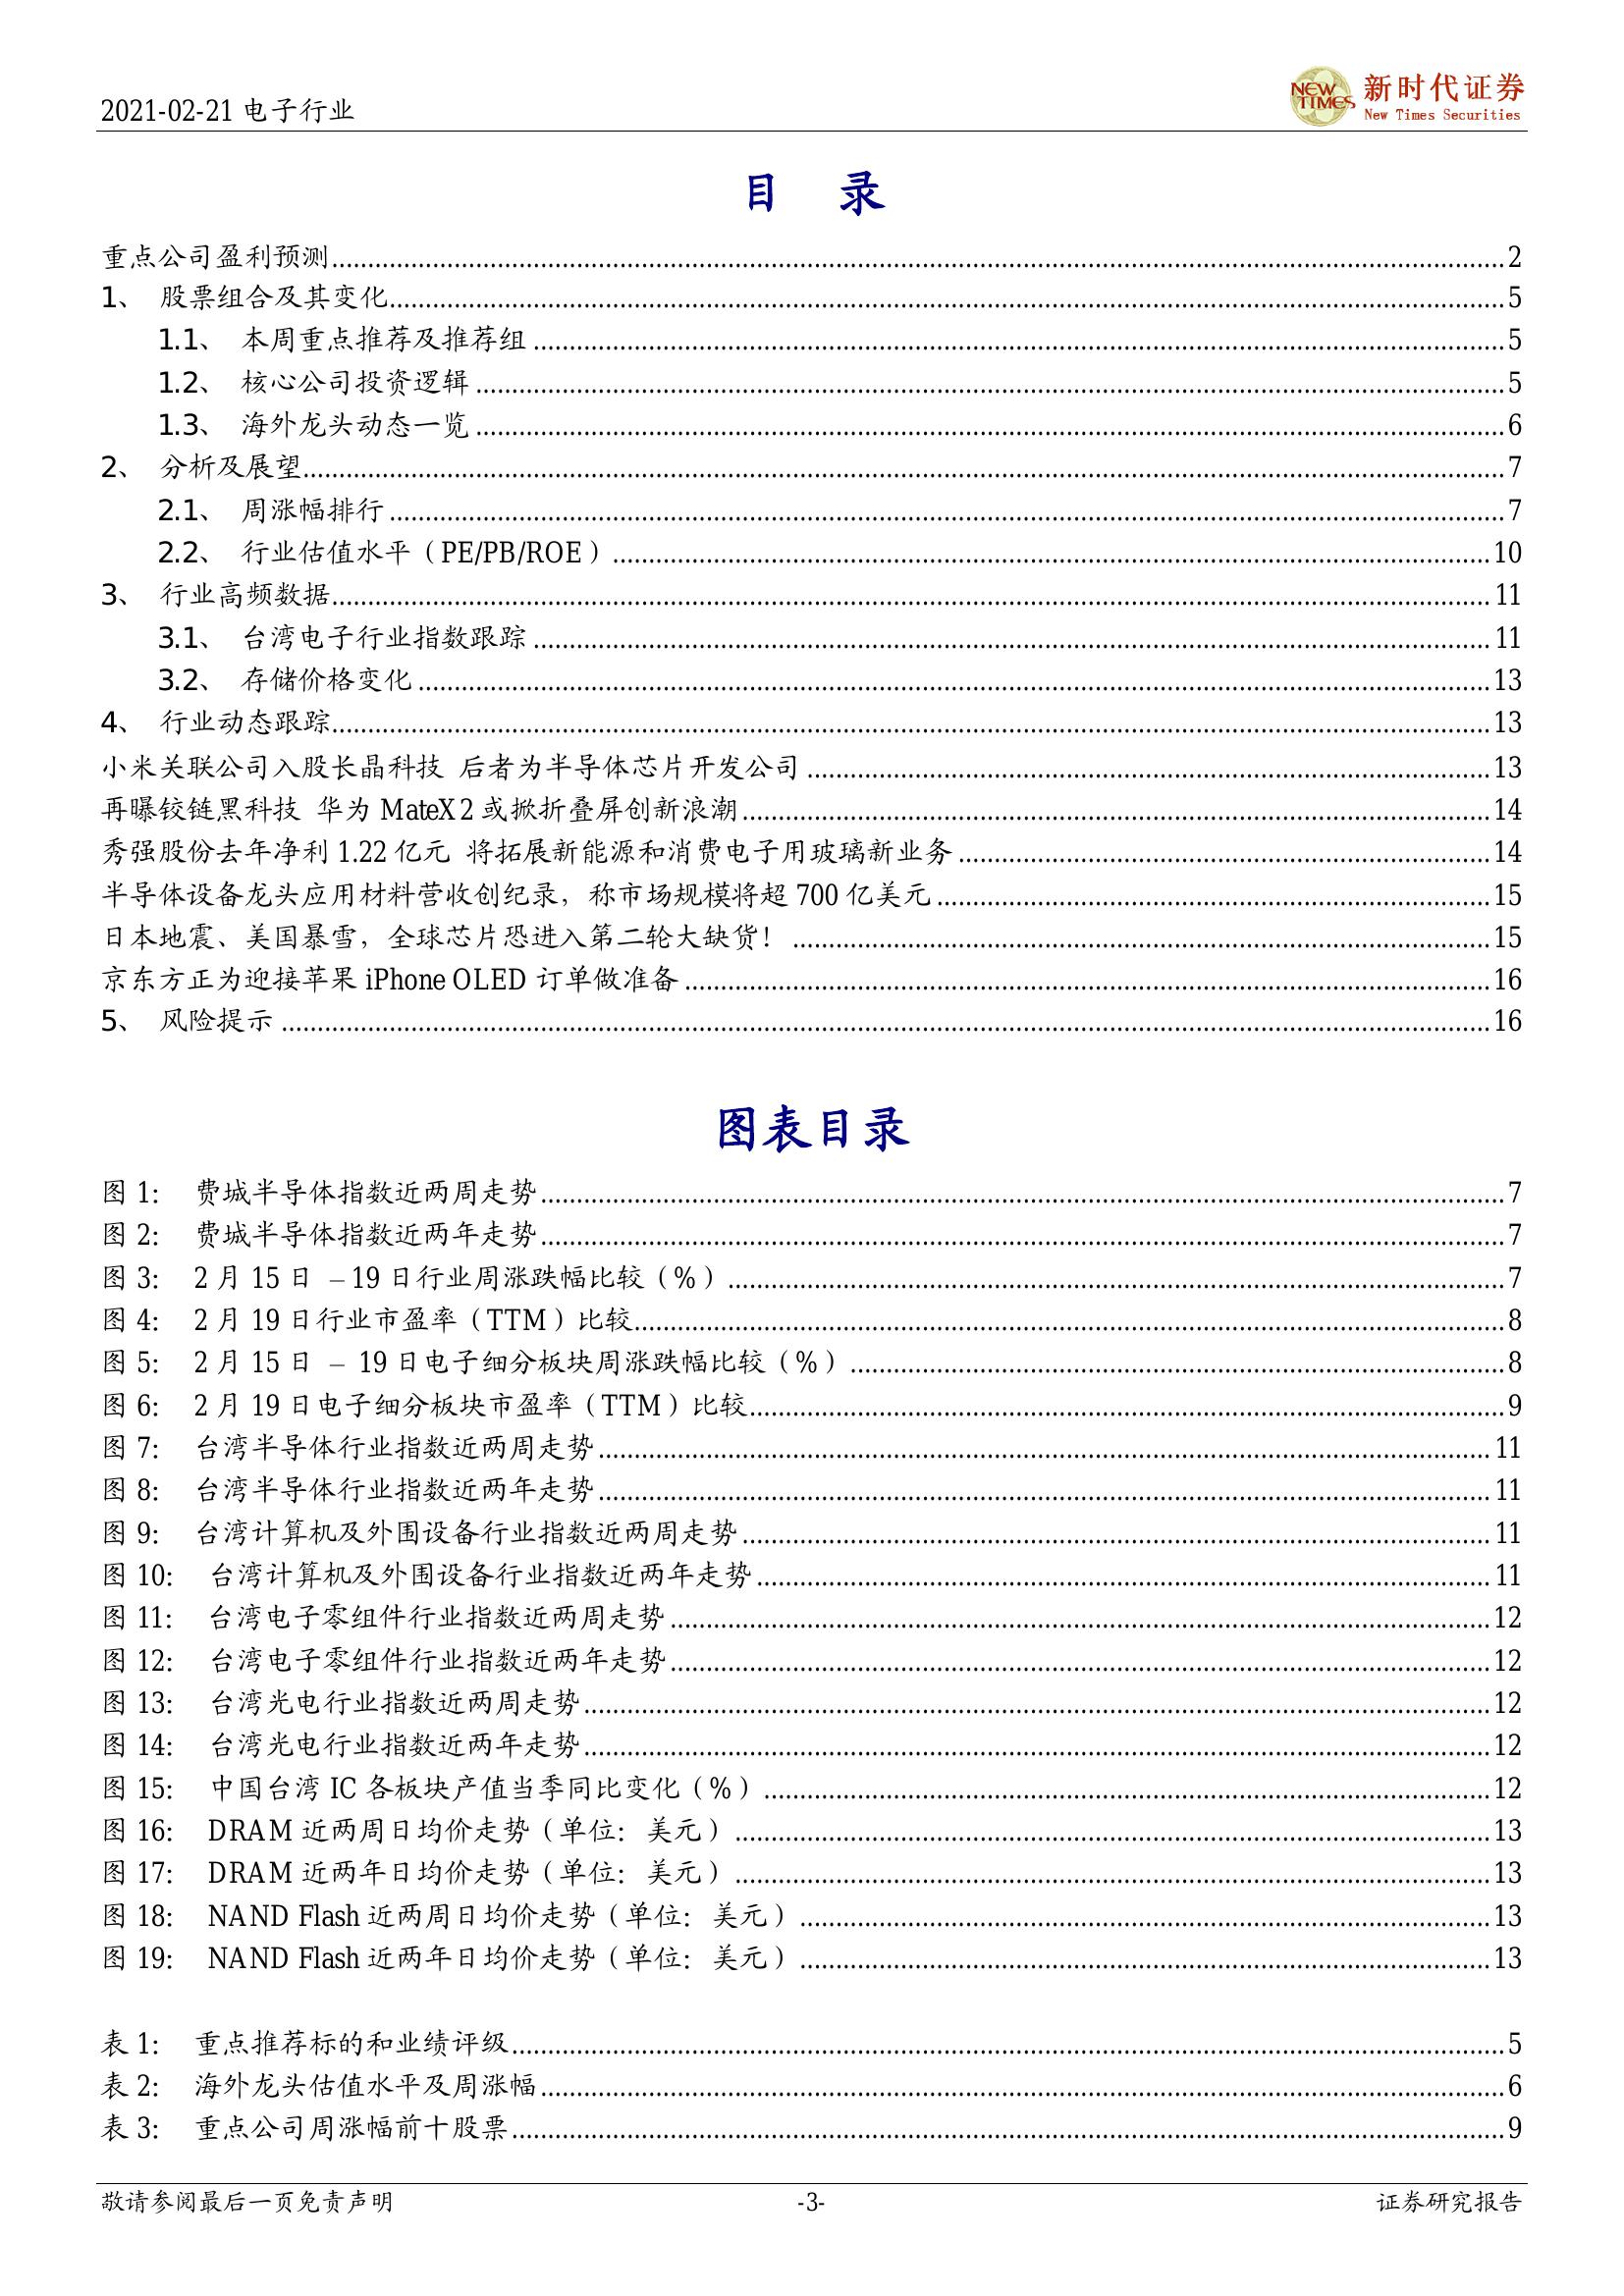 2021-02-21 电子行业
NEW TIMES 新时代证券
New Times Securities
目 录
重点公司盈利预测 2
1、 股票组合及其变化 5
1.1、 本周重点推荐及推荐组 5
1.2、 核心公司投资逻辑 5
1.3、 海外龙头动态一览 6
2、 分析及展望 7
2.1、 周涨幅排行 7
2.2、 行业估值水平（PE/PB/ROE） 10
3、 行业高频数据 11
3.1、 台湾电子行业指数跟踪 11
3.2、 存储价格变化 13
4、 行业动态跟踪 13
小米关联公司入股长晶科技 后者为半导体芯片开发公司 13
再曝铰链黑科技 华为 MateX2 或掀折叠屏创新浪潮 14
秀强股份去年净利 1.22 亿元 将拓展新能源和消费电子用玻璃新业务 14
半导体设备龙头应用材料营收创纪录，称市场规模将超 700 亿美元 15
日本地震、美国暴雪，全球芯片恐进入第二轮大缺货！ 15
京东方正为迎接苹果 iPhone OLED 订单做准备 16
5、 风险提示 16
图表目录
图 1： 费城半导体指数近两周走势 7
图 2： 费城半导体指数近两年走势 7
图 3： 2 月 15 日 – 19 日行业周涨跌幅比较（%） 7
图 4： 2 月 19 日行业市盈率（TTM）比较 8
图 5： 2 月 15 日 – 19 日电子细分板块周涨跌幅比较（%） 8
图 6： 2 月 19 日电子细分板块市盈率（TTM）比较 9
图 7： 台湾半导体行业指数近两周走势 11
图 8： 台湾半导体行业指数近两年走势 11
图 9： 台湾计算机及外围设备行业指数近两周走势 11
图 10： 台湾计算机及外围设备行业指数近两年走势 11
图 11： 台湾电子零组件行业指数近两周走势 12
图 12： 台湾电子零组件行业指数近两年走势 12
图 13： 台湾光电行业指数近两周走势 12
图 14： 台湾光电行业指数近两年走势 12
图 15： 中国台湾 IC 各板块产值当季同比变化（%） 12
图 16： DRAM 近两周日均价走势（单位：美元） 13
图 17： DRAM 近两年日均价走势（单位：美元） 13
图 18： NAND Flash 近两周日均价走势（单位：美元） 13
图 19： NAND Flash 近两年日均价走势（单位：美元） 13
表 1： 重点推荐标的和业绩评级 5
表 2： 海外龙头估值水平及周涨幅 6
表 3： 重点公司周涨幅前十股票 9
敬请参阅最后一页免责声明 -3- 证券研究报告